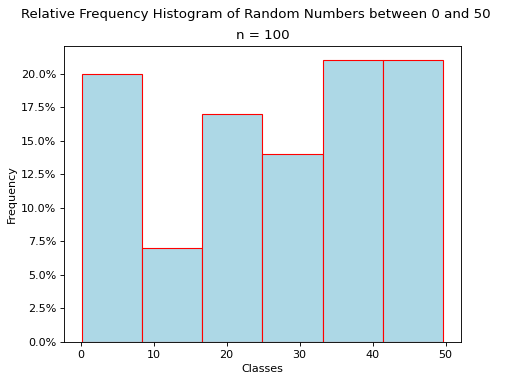 Relative Frequency Histogram of Random Numbers between 0 and 50
n = 100
20.0%
17.5%
15.0%
12.5%
10.0%
7.5%
5.0%
2.5%
0.0%
Frequency
0 10 20 30 40 50
Classes